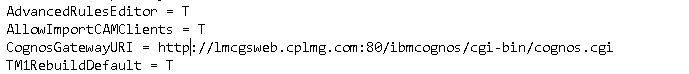 AdvancedRulesEditor = T
AllowImportCAMClients = T
CognosGatewayURI = http://lmcgsweb.cplmg.com:80/ibmcognos/cgi-bin/cognos.cgi
TM1RebuildDefault = T